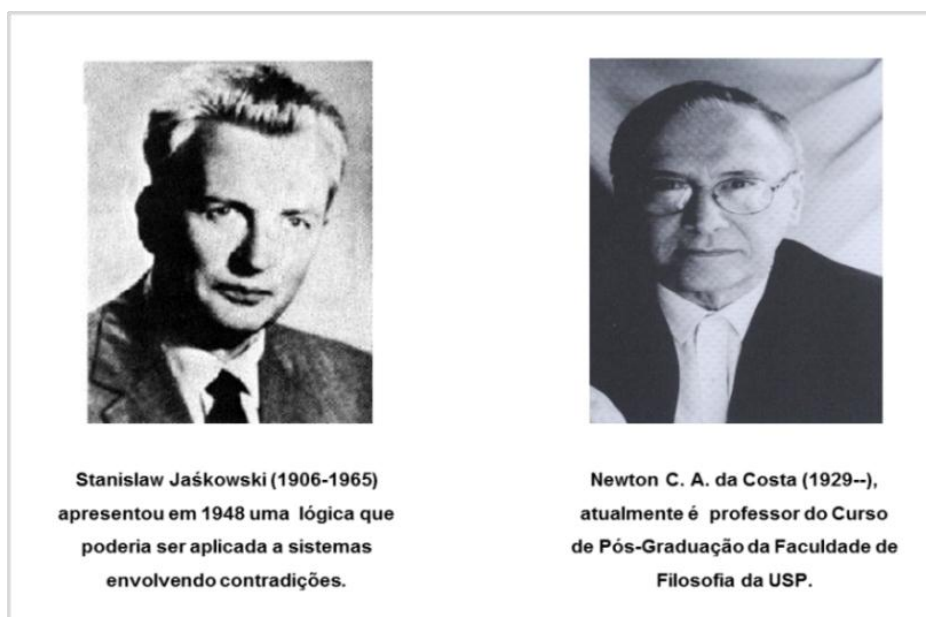 Stanislaw Jaśkowski (1906-1965)
apresentou em 1948 uma lógica que
poderia ser aplicada a sistemas
envolvendo contradições.
Newton C. A. da Costa (1929--),
atualmente é professor do Curso
de Pós-Graduação da Faculdade de
Filosofia da USP.